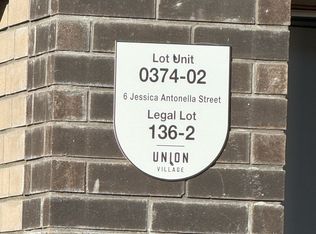 Lot Unit
0374-02
6 Jessica Antonella Street
Legal Lot
136-2
UNION
VILLAGE